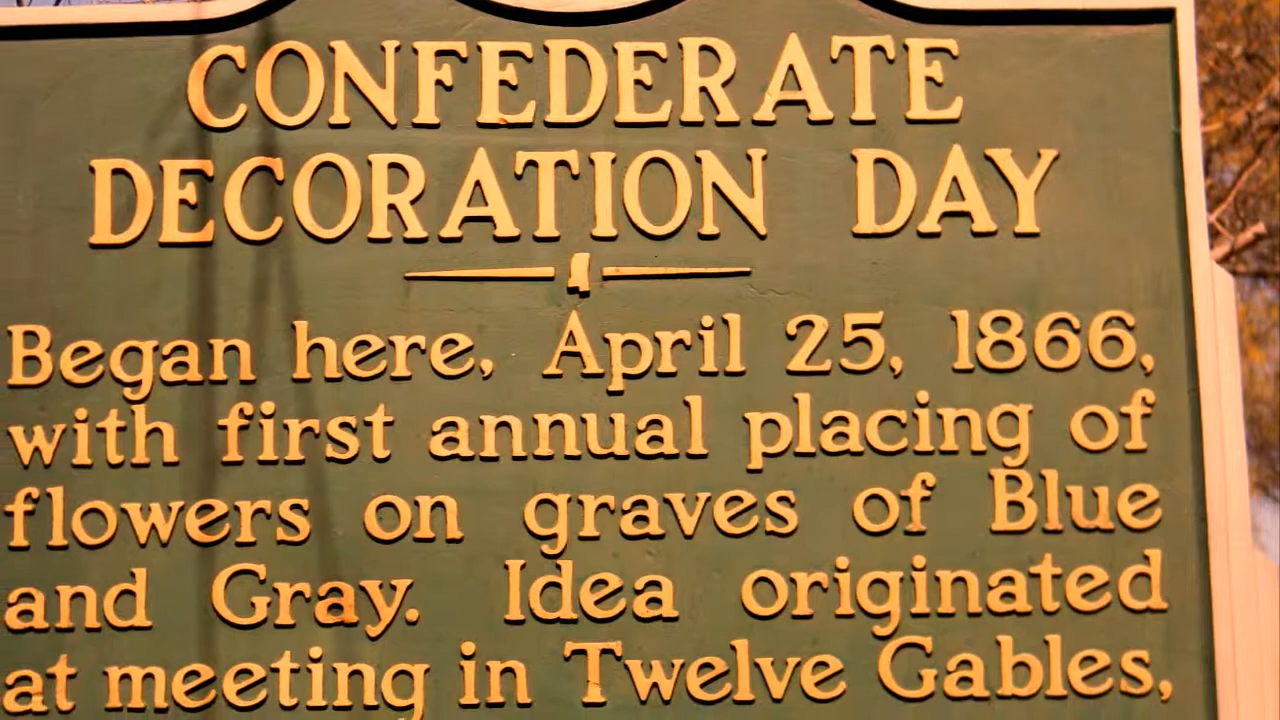 CONFEDERATE
DECORATION DAY
Began here, April 25, 1866,
with first annual placing of
flowers on graves of Blue
and Gray. Idea originated
at meeting in Twelve Gables,